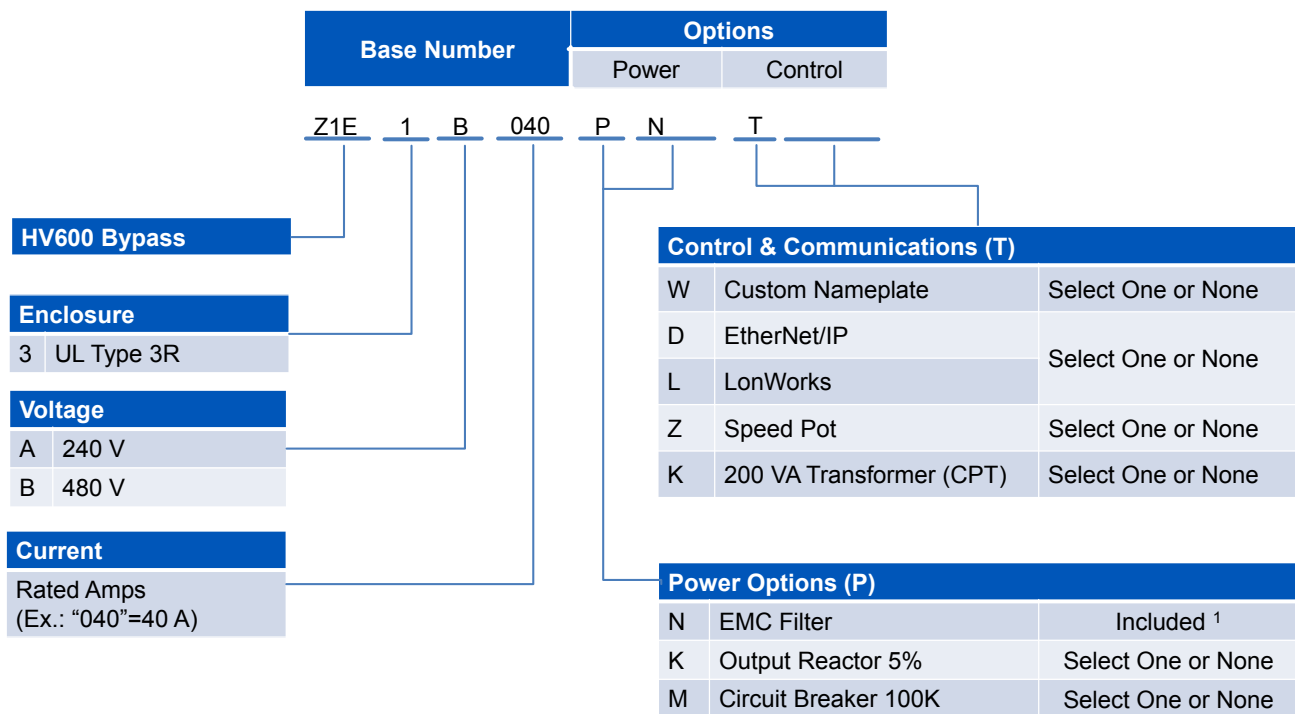 Base Number
Options
Power Control
Z1E 1 B 040 P N T
HV600 Bypass
Enclosure
3 UL Type 3R
Voltage
A 240 V
B 480 V
Current
Rated Amps
(Ex.: “040”=40 A)
Control & Communications (T)
W Custom Nameplate Select One or None
D EtherNet/IP
Select One or None
L LonWorks
Z Speed Pot Select One or None
K 200 VA Transformer (CPT) Select One or None
Power Options (P)
N EMC Filter Included 1
K Output Reactor 5% Select One or None
M Circuit Breaker 100K Select One or None